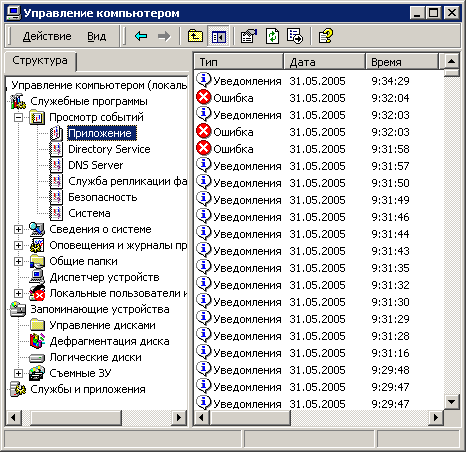 Управление компьютером
Действие Вид
Структура
Управление компьютером (локаль
Служебные программы
Просмотр событий
Приложение
Directory Service
DNS Server
Служба репликации фа
Безопасность
Система
Сведения о системе
Оповещения и журналы пр
Общие папки
Диспетчер устройств
Локальные пользователи и
Запоминающие устройства
Управление дисками
Дефрагментация диска
Логические диски
Съемные ЗУ
Службы и приложения
Тип Дата Время
Уведомления 31.05.2005 9:34:29
Ошибка 31.05.2005 9:32:04
Уведомления 31.05.2005 9:32:03
Ошибка 31.05.2005 9:32:03
Ошибка 31.05.2005 9:31:58
Уведомления 31.05.2005 9:31:57
Уведомления 31.05.2005 9:31:50
Уведомления 31.05.2005 9:31:49
Уведомления 31.05.2005 9:31:46
Уведомления 31.05.2005 9:31:44
Уведомления 31.05.2005 9:31:43
Уведомления 31.05.2005 9:31:35
Уведомления 31.05.2005 9:31:32
Уведомления 31.05.2005 9:31:30
Уведомления 31.05.2005 9:31:29
Уведомления 31.05.2005 9:31:28
Уведомления 31.05.2005 9:31:16
Уведомления 31.05.2005 9:29:48
Уведомления 31.05.2005 9:29:47
Уведомления 31.05.2005 9:29:47